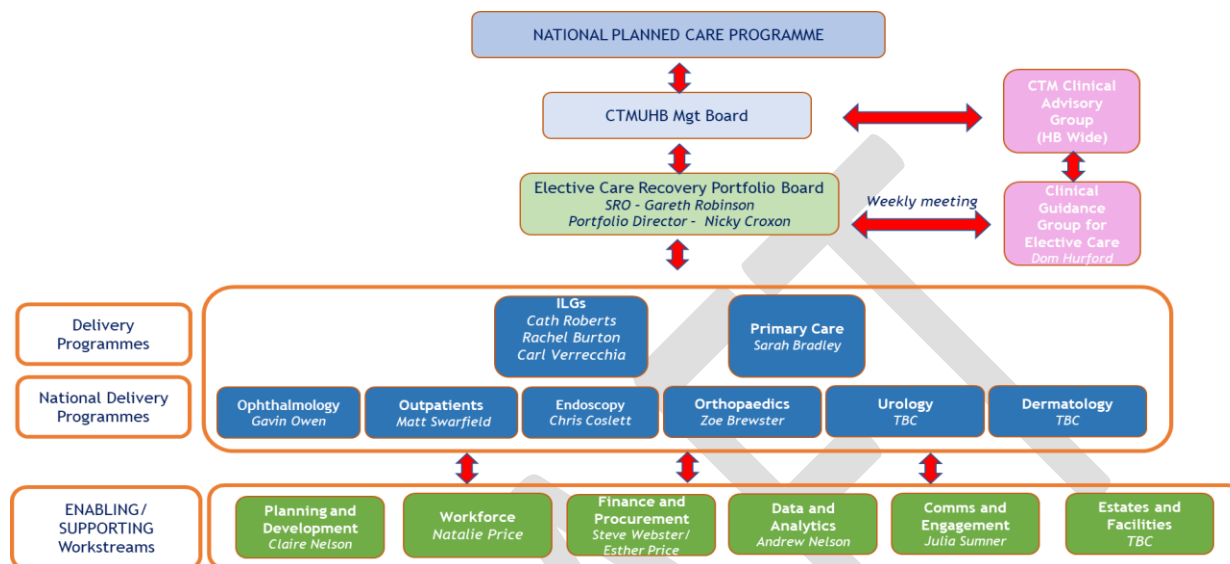 NATIONAL PLANNED CARE PROGRAMME
CTMUHB Mgt Board
CTM Clinical
Advisory
Group
(HB Wide)
Elective Care Recovery Portfolio Board
SRO - Gareth Robinson
Portfolio Director - Nicky Croxon
Weekly meeting
Clinical
Guidance
Group for
Elective Care
Dom Hurford
Delivery
Programmes
ILGs
Cath Roberts
Rachel Burton
Carl Verrecchia
Primary Care
Sarah Bradley
National Delivery
Programmes
Ophthalmology
Gavin Owen
Outpatients
Matt Swarfield
Endoscopy
Chris Coslett
Orthopaedics
Zoe Brewster
Urology
TBC
Dermatology
TBC
ENABLING/
SUPPORTING
Workstreams
Planning and
Development
Claire Nelson
Workforce
Natalie Price
Finance and
Procurement
Steve Webster/
Esther Price
Data and
Analytics
Andrew Nelson
Comms and
Engagement
Julia Sumner
Estates and
Facilities
TBC